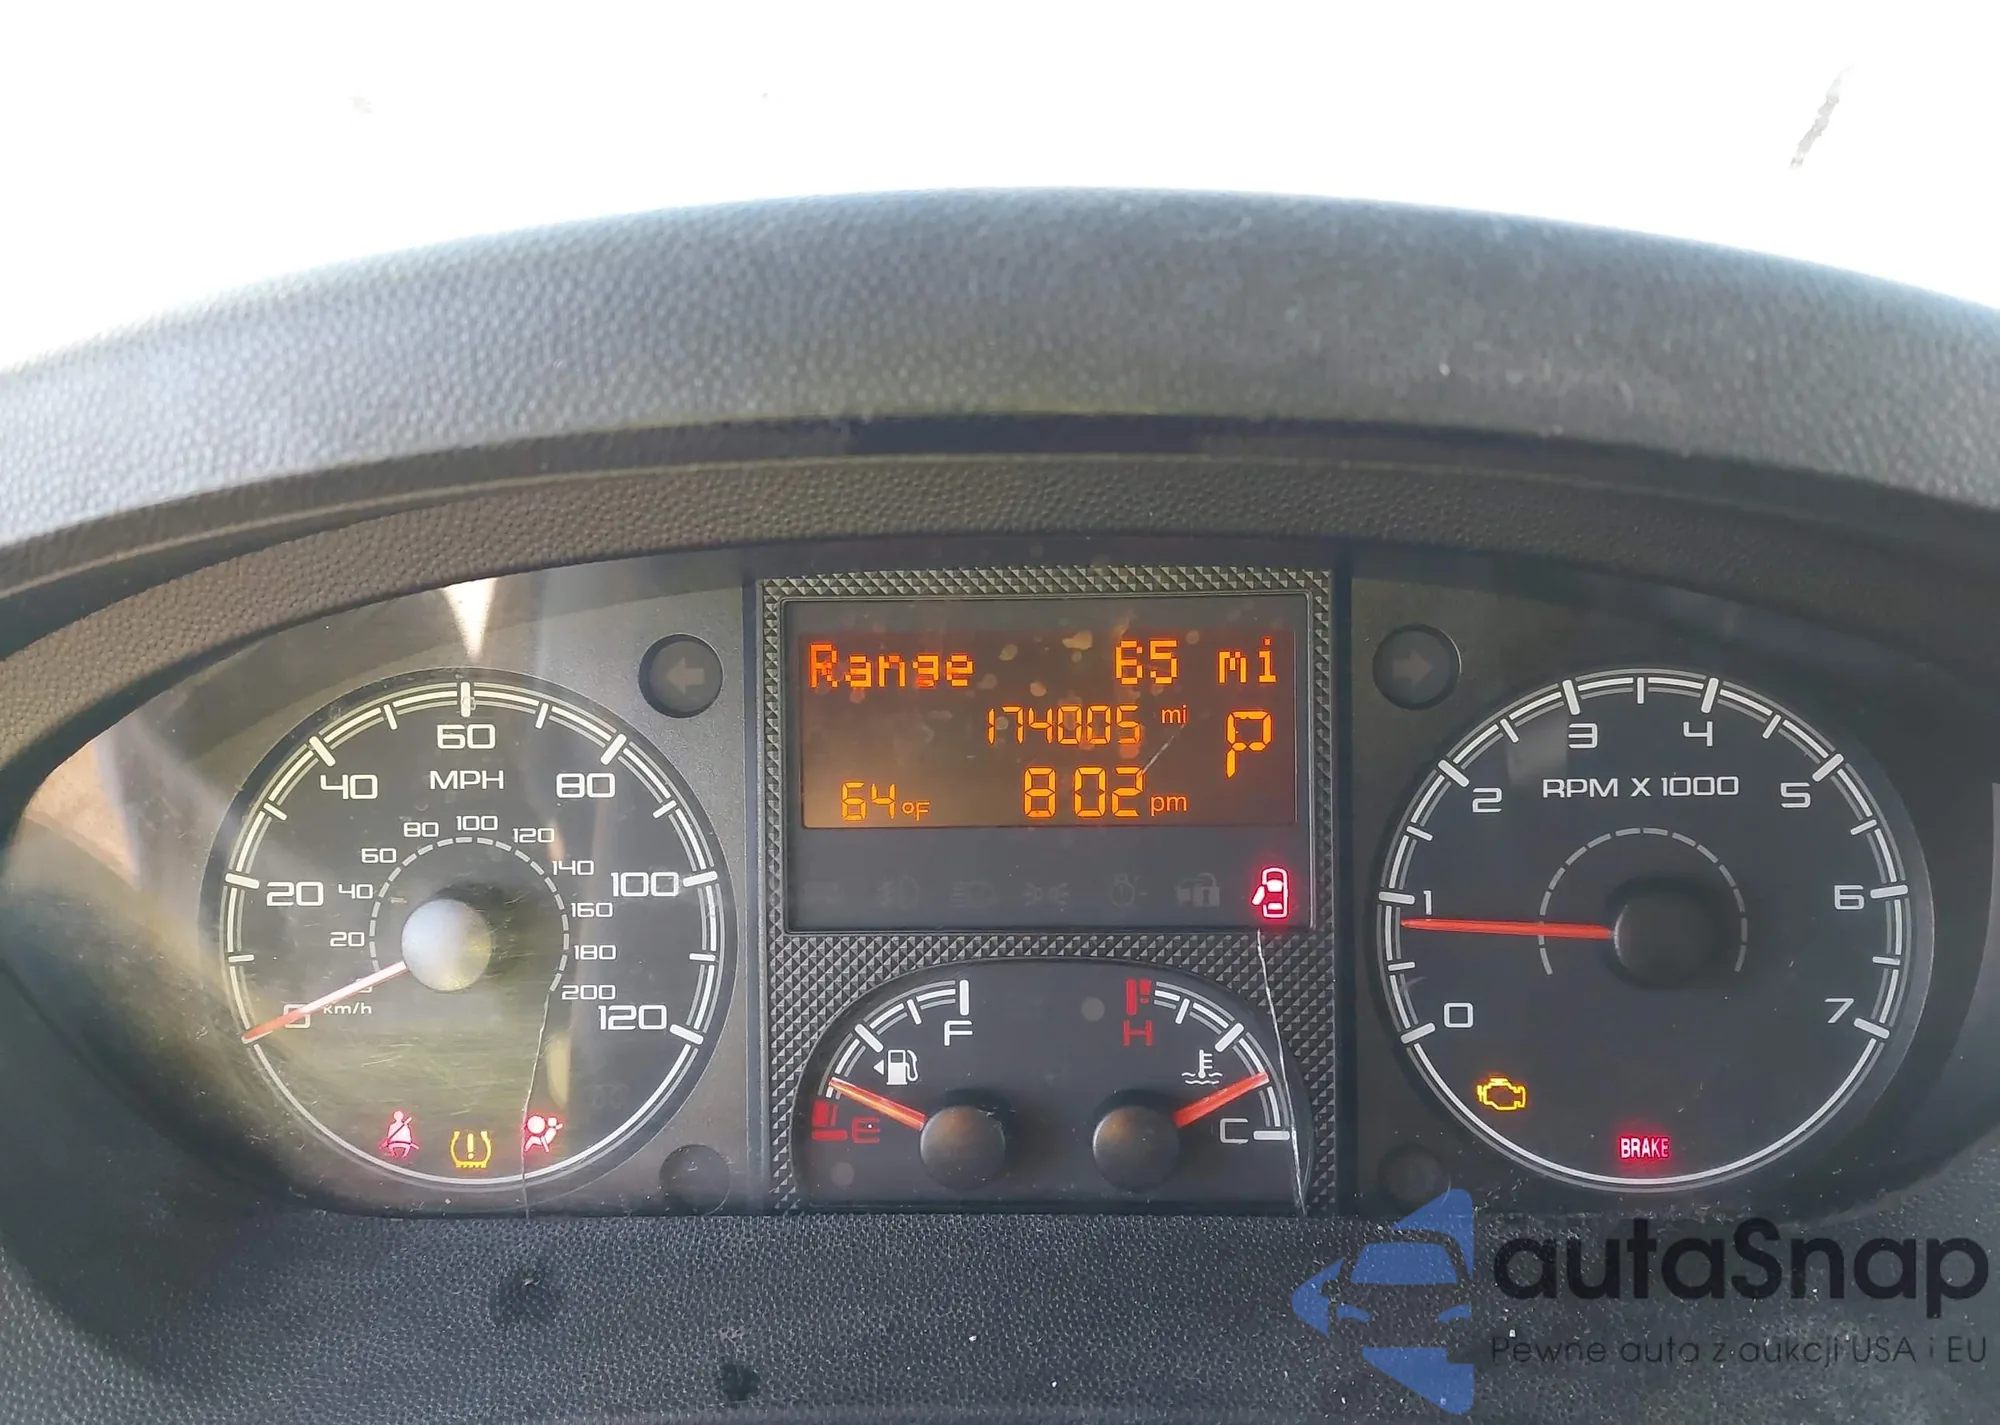 Range 65 mi
174005 mi P
64°F 802 pm
0 20 40 60 80 100 120
MPH
20 40 60 80 100 120 140 160 180 200
km/h
F
E
H
C
0 1 2 3 4 5 6 7
RPM X 1000
BRAKE
autaSnap
Pewne auta z aukcji USA i EU